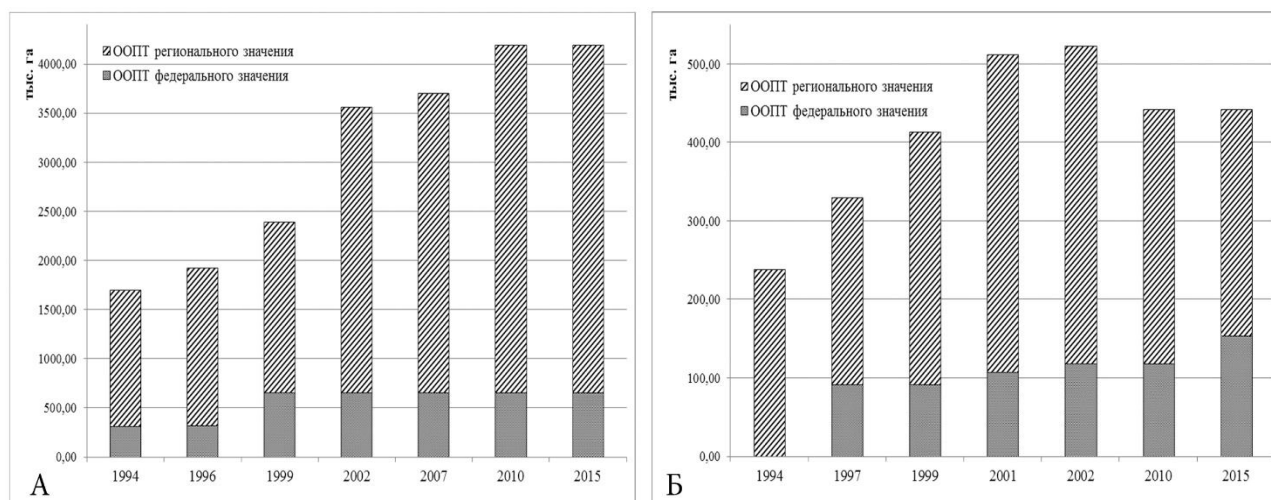 тыс. га
ООПТ регионального значения
ООПТ федерального значения
4000,00
3500,00
3000,00
2500,00
2000,00
1500,00
1000,00
500,00
0,00
1994 1996 1999 2002 2007 2010 2015
А
тыс. га
ООПТ регионального значения
ООПТ федерального значения
500,00
400,00
300,00
200,00
100,00
0,00
1994 1997 1999 2001 2002 2010 2015
Б